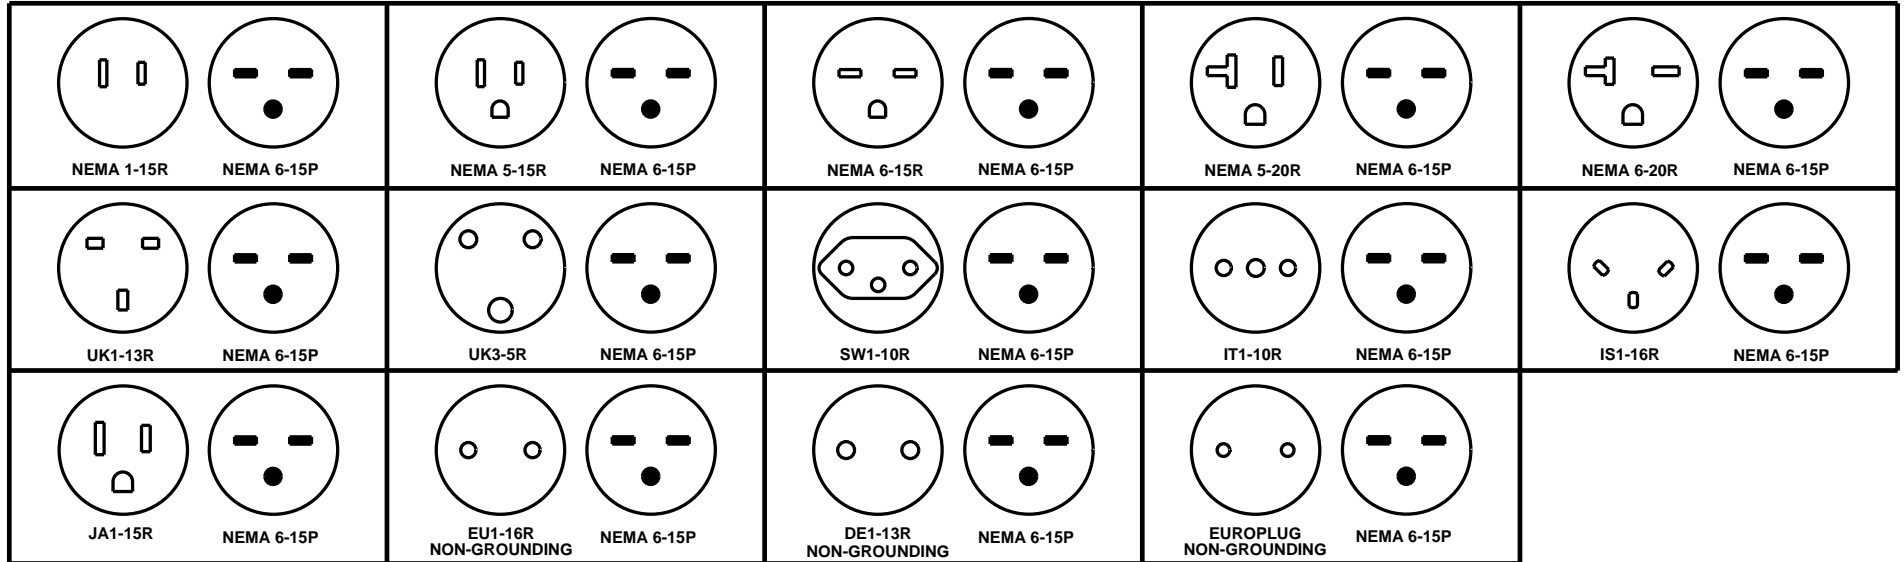 NEMA 1-15R NEMA 6-15P NEMA 5-15R NEMA 6-15P NEMA 6-15R NEMA 6-15P NEMA 5-20R NEMA 6-15P NEMA 6-20R NEMA 6-15P
UK1-13R NEMA 6-15P UK3-5R NEMA 6-15P SW1-10R NEMA 6-15P IT1-10R NEMA 6-15P IS1-16R NEMA 6-15P
JA1-15R NEMA 6-15P EU1-16R NEMA 6-15P DE1-13R NEMA 6-15P EUROPLUG NEMA 6-15P
NON-GROUNDING NON-GROUNDING NON-GROUNDING